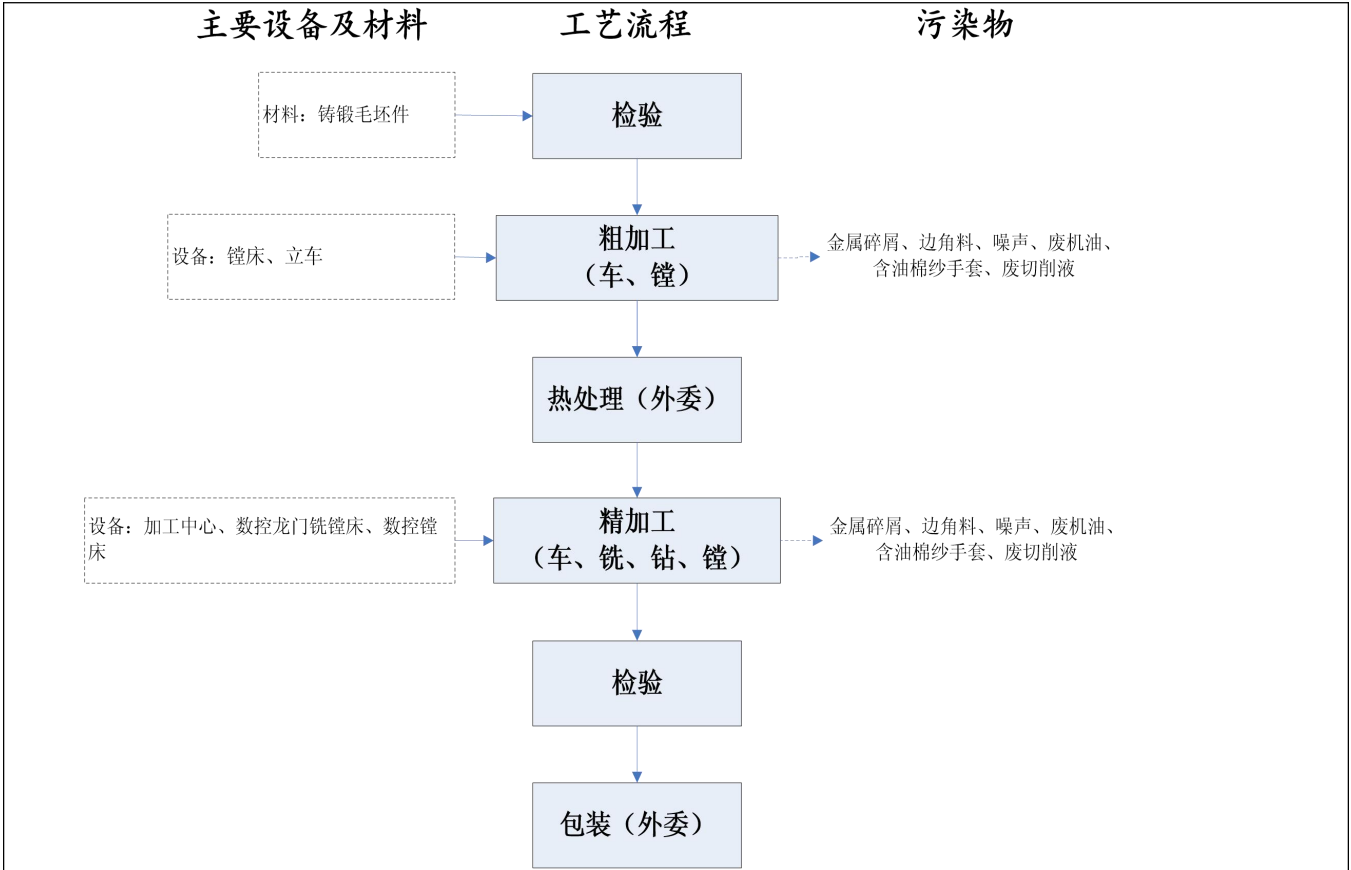 主要设备及材料
工艺流程
污染物
材料：铸锻毛坯件
检验
设备：镗床、立车
粗加工
（车、镗）
金属碎屑、边角料、噪声、废机油、
含油棉纱手套、废切削液
热处理（外委）
设备：加工中心、数控龙门铣镗床、数控镗
床
精加工
（车、铣、钻、镗）
金属碎屑、边角料、噪声、废机油、
含油棉纱手套、废切削液
检验
包装（外委）